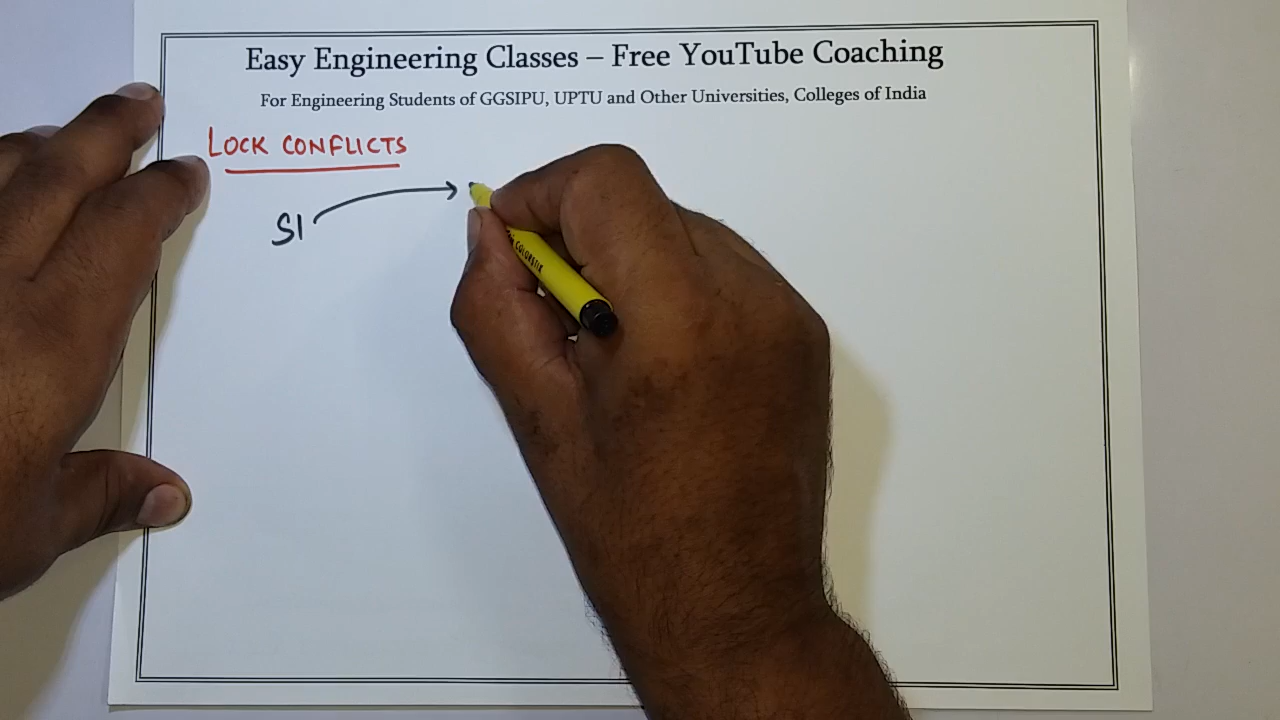 Easy Engineering Classes – Free YouTube Coaching
For Engineering Students of GGSIPU, UPTU and Other Universities, Colleges of India
LOCK CONFLICTS
S1